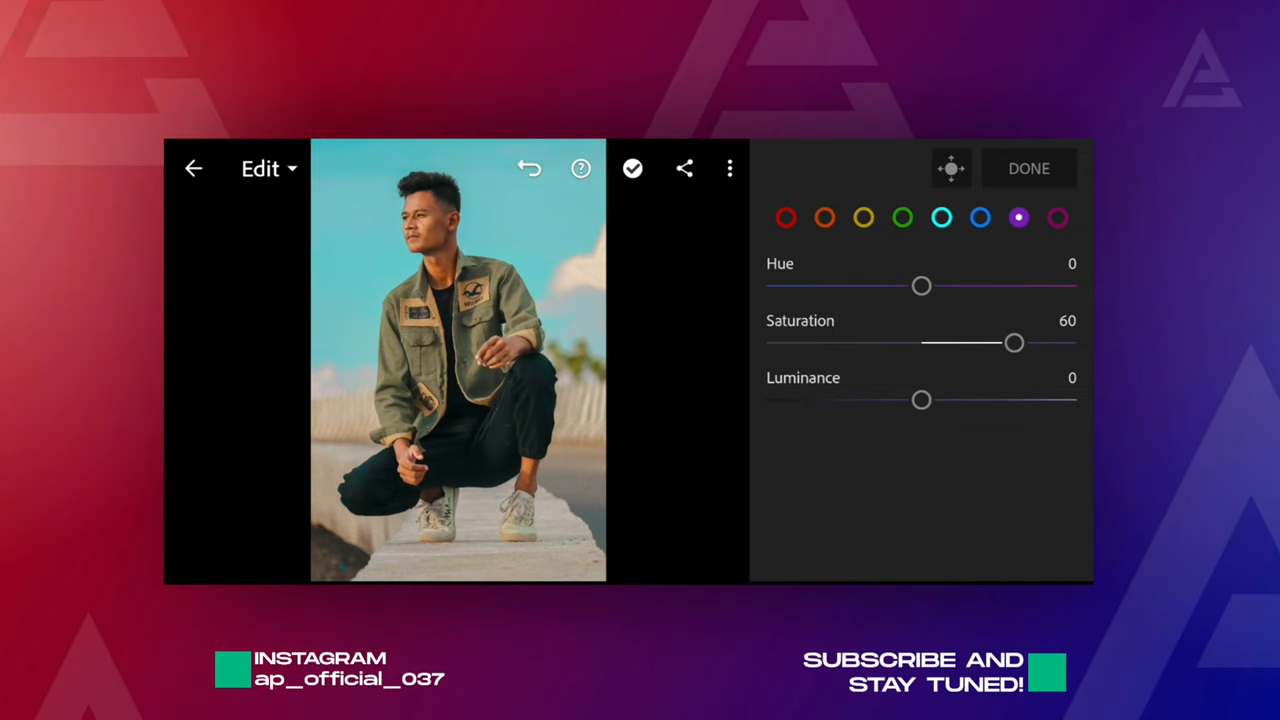 Edit
DONE
Hue 0
Saturation 60
Luminance 0
INSTAGRAM
ap_official_037
SUBSCRIBE AND
STAY TUNED!